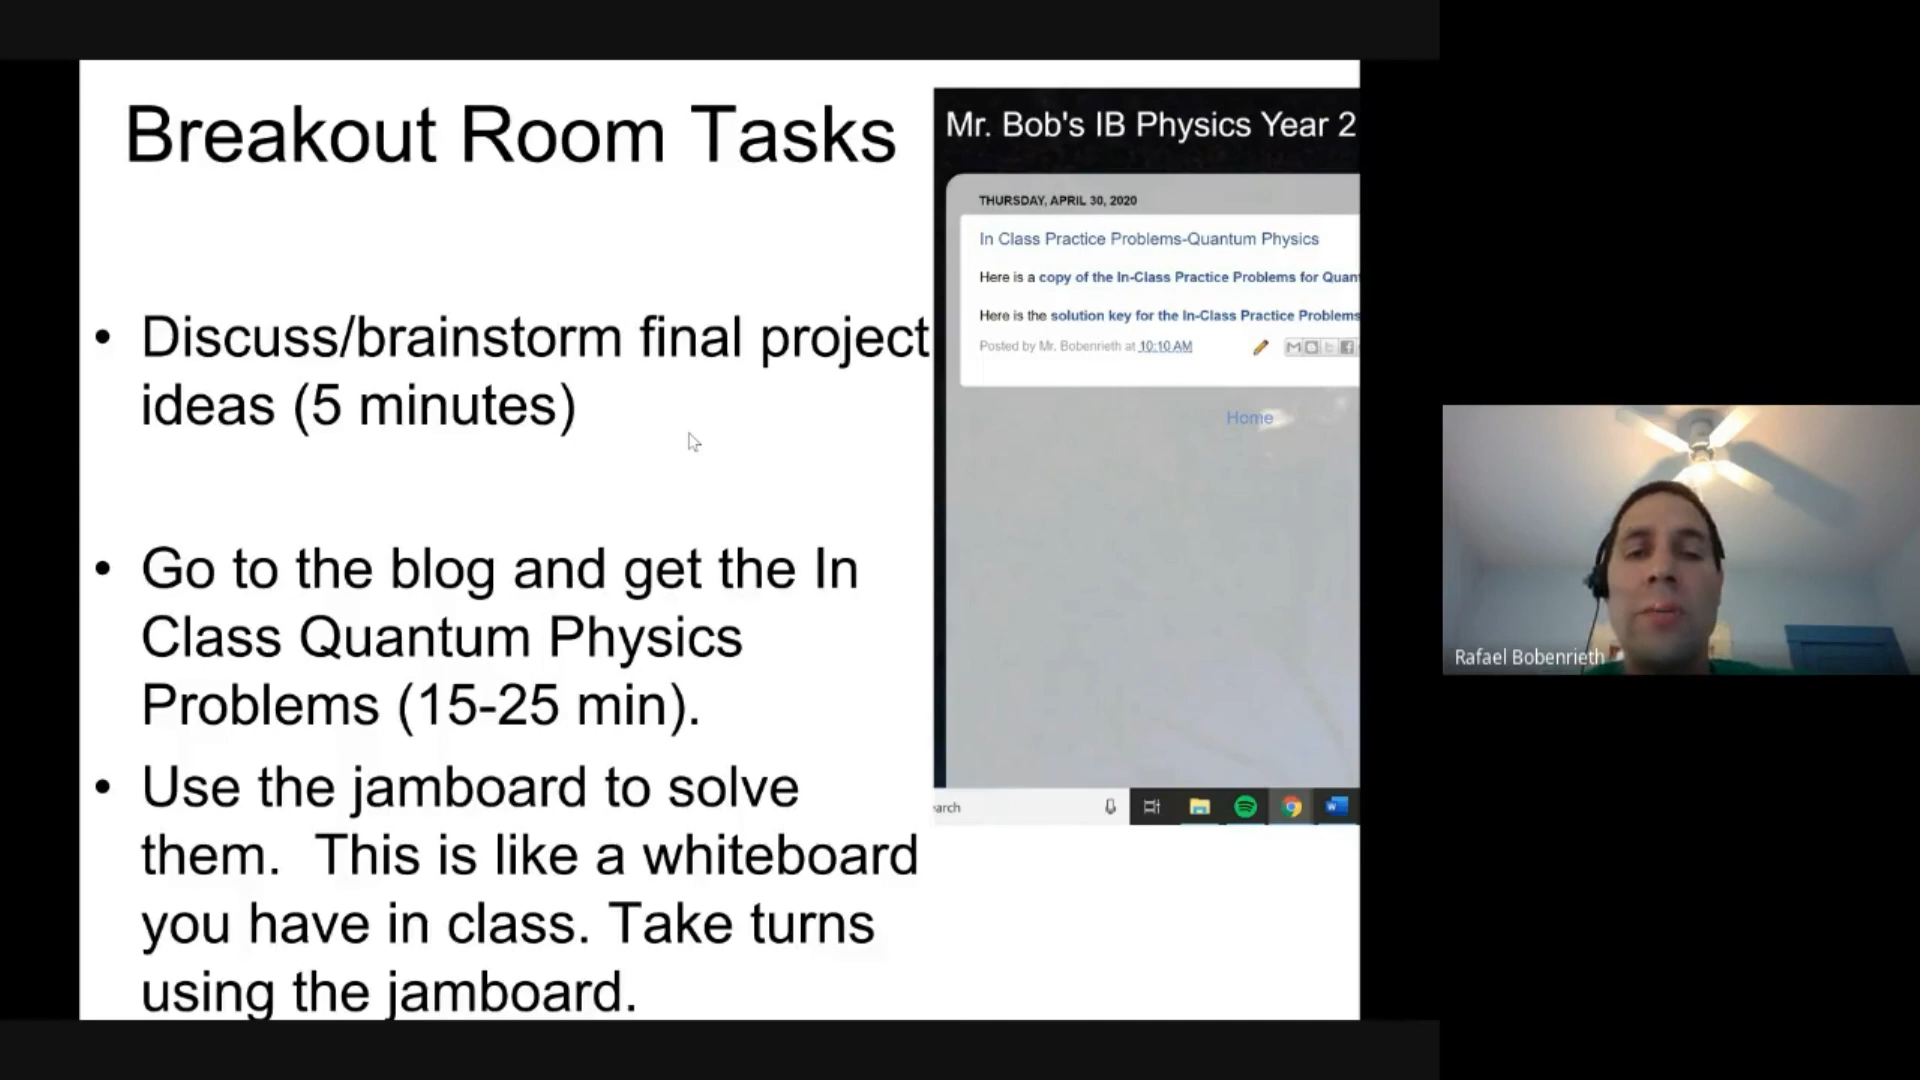 Breakout Room Tasks
• Discuss/brainstorm final project
ideas (5 minutes)
• Go to the blog and get the In
Class Quantum Physics
Problems (15-25 min).
• Use the jamboard to solve
them.  This is like a whiteboard
you have in class. Take turns
using the jamboard.
Mr. Bob's IB Physics Year 2
THURSDAY, APRIL 30, 2020
In Class Practice Problems-Quantum Physics
Here is a copy of the In-Class Practice Problems for Quan
Here is the solution key for the In-Class Practice Problems
Posted by Mr. Bobenrieth at 10:10 AM
Home
arch
Rafael Bobenrieth